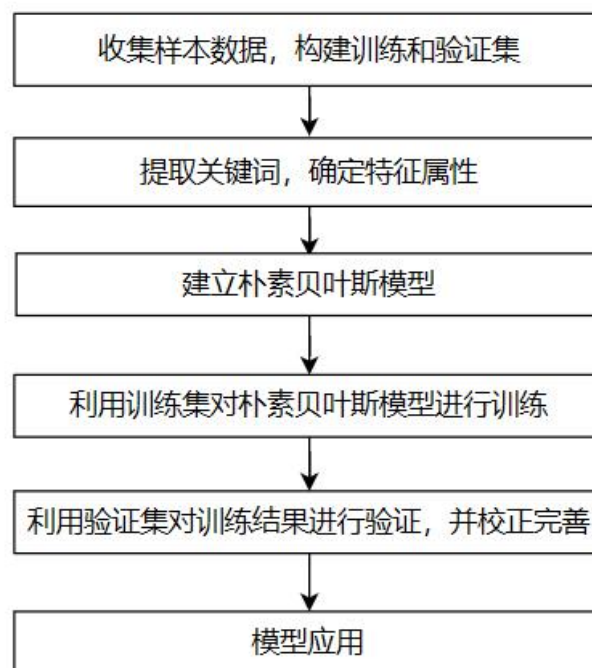 收集样本数据，构建训练和验证集
提取关键词，确定特征属性
建立朴素贝叶斯模型
利用训练集对朴素贝叶斯模型进行训练
利用验证集对训练结果进行验证，并校正完善
模型应用